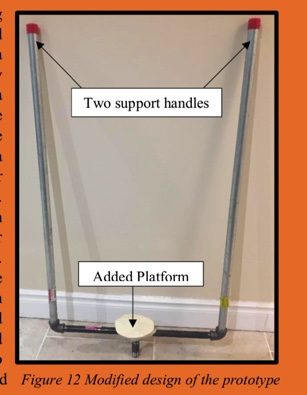 Two support handles
Added Platform
Figure 12 Modified design of the prototype